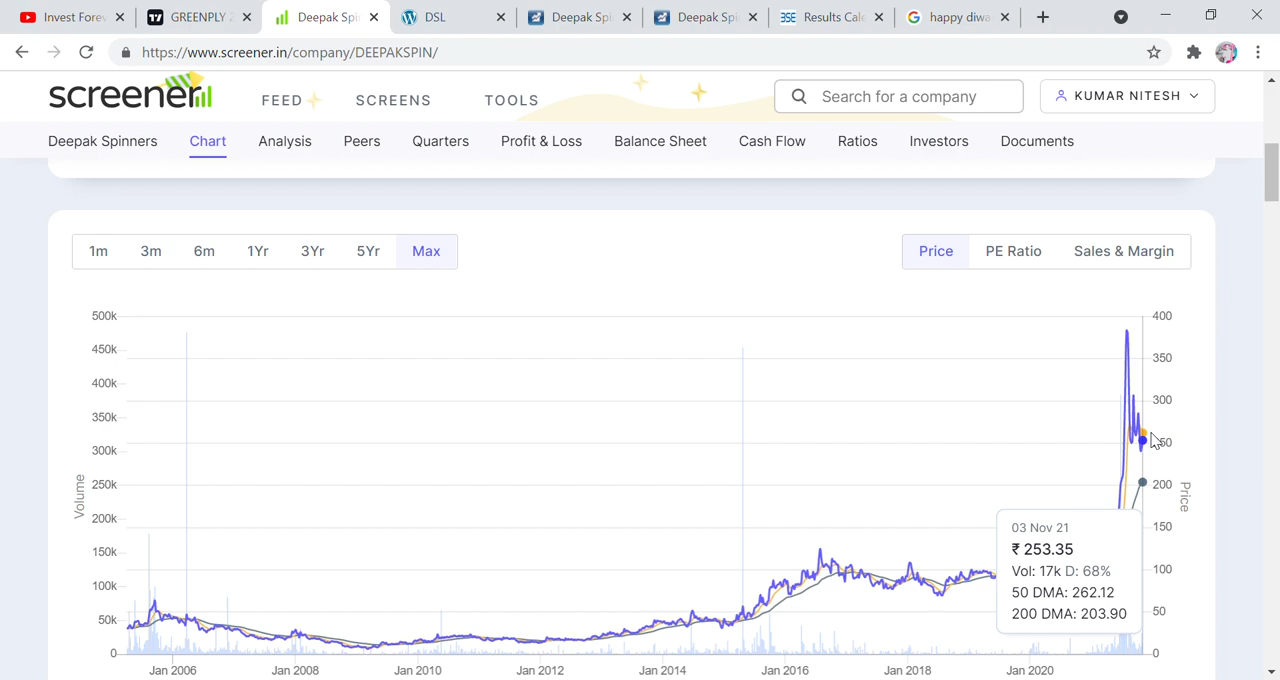 Invest Forev
GREENPLY 2
Deepak Spi
DSL
Deepak Spi
Deepak Spi
BSE Results Cale
happy diwa
https://www.screener.in/company/DEEPAKSPIN/
screener
FEED
SCREENS
TOOLS
Search for a company
KUMAR NITESH
Deepak Spinners
Chart
Analysis
Peers
Quarters
Profit & Loss
Balance Sheet
Cash Flow
Ratios
Investors
Documents
1m
3m
6m
1Yr
3Yr
5Yr
Max
Price
PE Ratio
Sales & Margin
500k
450k
400k
350k
300k
250k
200k
150k
100k
50k
0
Volume
400
350
300
200
150
100
50
0
Price
03 Nov 21
₹ 253.35
Vol: 17k D: 68%
50 DMA: 262.12
200 DMA: 203.90
Jan 2006
Jan 2008
Jan 2010
Jan 2012
Jan 2014
Jan 2016
Jan 2018
Jan 2020